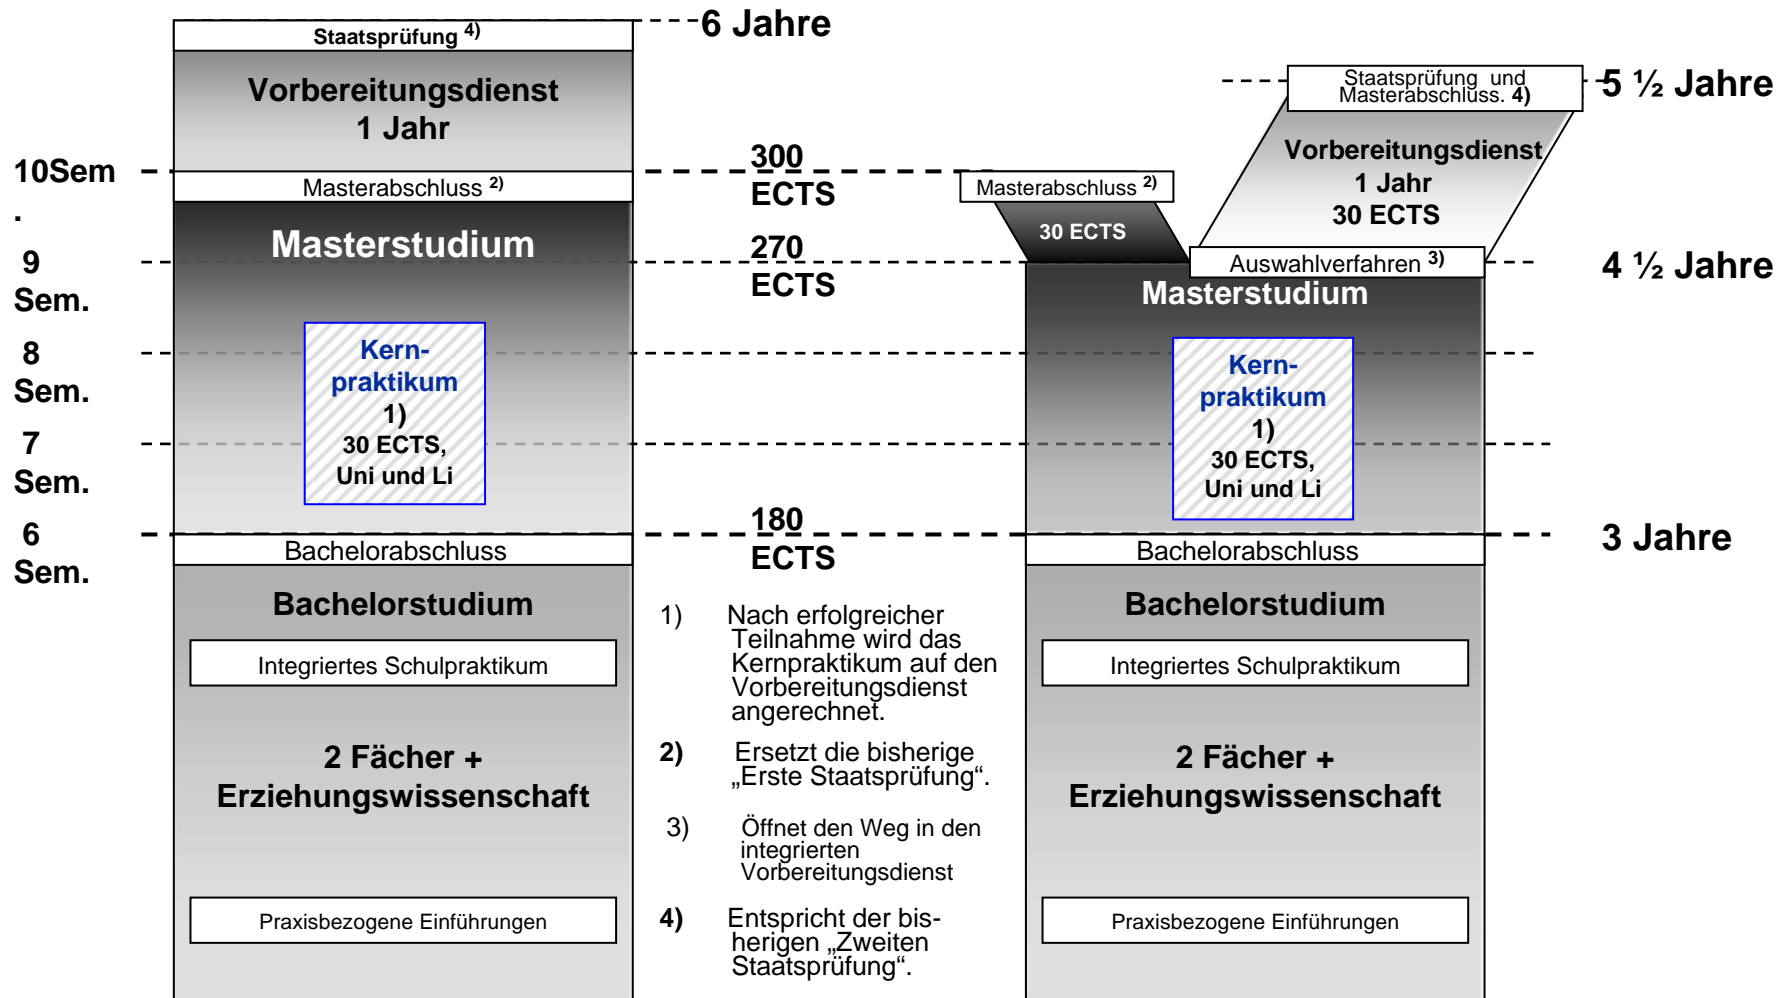 6 Jahre
Staatsprüfung 4)
Vorbereitungsdienst
1 Jahr
10Sem
.
Masterabschluss 2)
Masterstudium
9
Sem.
8
Sem.
7
Sem.
6
Sem.
Kern-
praktikum
1)
30 ECTS,
Uni und Li
Bachelorabschluss
Bachelorstudium
Integriertes Schulpraktikum
2 Fächer +
Erziehungswissenschaft
Praxisbezogene Einführungen
300
ECTS
270
ECTS
180
ECTS
1) Nach erfolgreicher
Teilnahme wird das
Kernpraktikum auf den
Vorbereitungsdienst
angerechnet.
2) Ersetzt die bisherige
„Erste Staatsprüfung“.
3) Öffnet den Weg in den
integrierten
Vorbereitungsdienst
4) Entspricht der bis-
herigen „Zweiten
Staatsprüfung“.
Staatsprüfung und
Masterabschluss. 4)
5 ½ Jahre
Vorbereitungsdienst
1 Jahr
30 ECTS
Masterabschluss 2)
30 ECTS
Auswahlverfahren 3)
4 ½ Jahre
Masterstudium
Kern-
praktikum
1)
30 ECTS,
Uni und Li
3 Jahre
Bachelorabschluss
Bachelorstudium
Integriertes Schulpraktikum
2 Fächer +
Erziehungswissenschaft
Praxisbezogene Einführungen